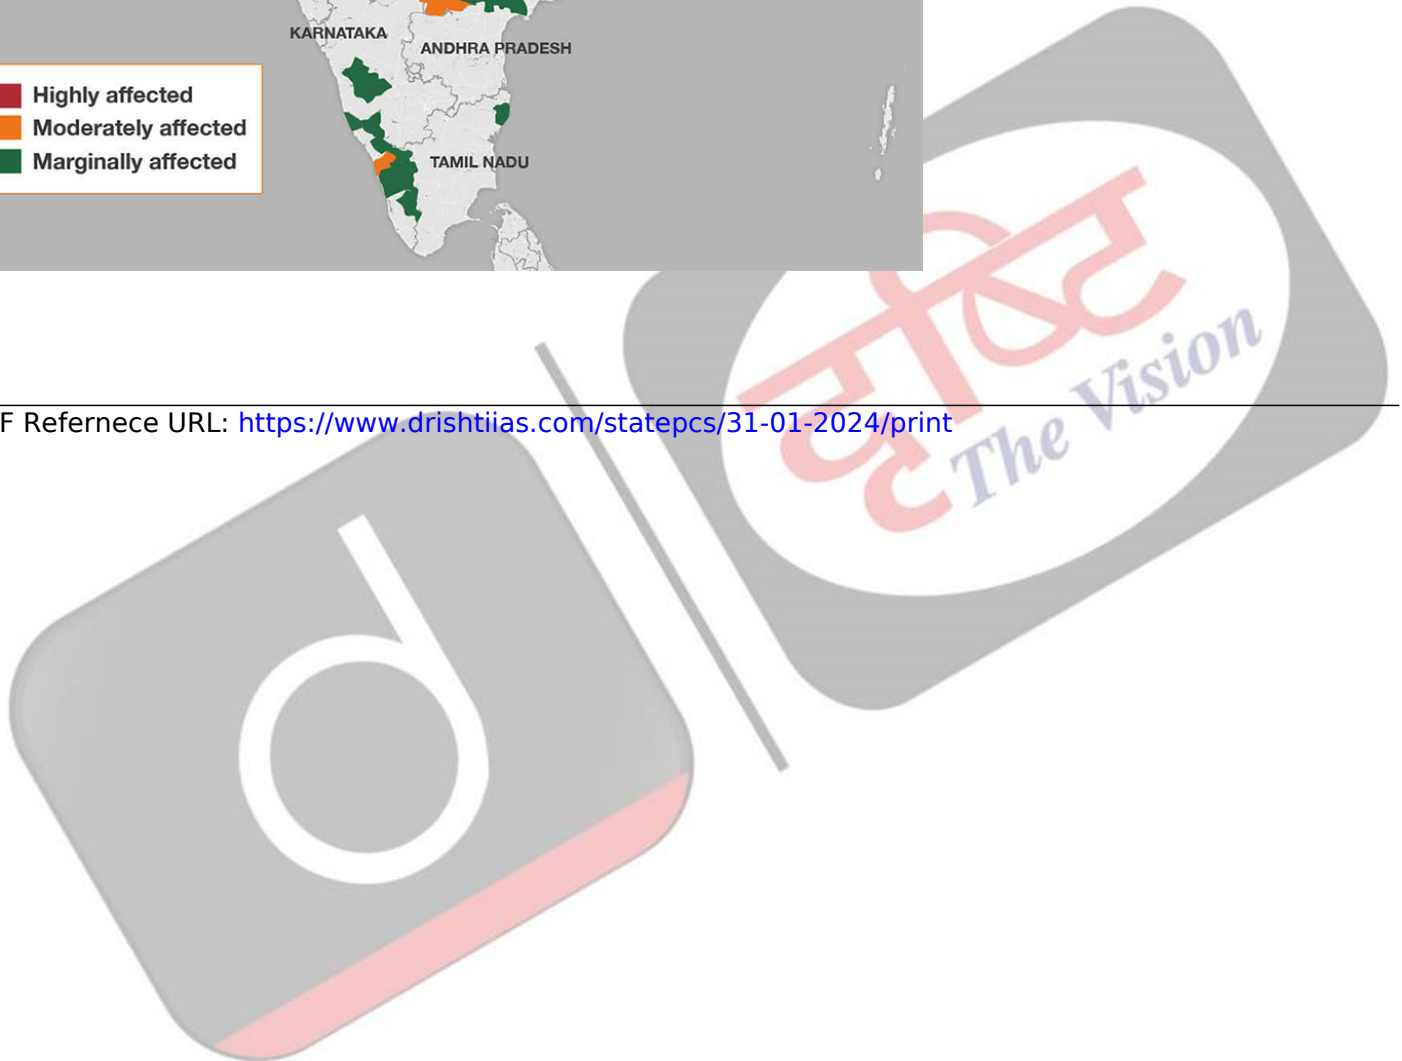 KARNATAKA
ANDHRA PRADESH
Highly affected
Moderately affected
Marginally affected
TAMIL NADU
F Refernece URL: https://www.drishtiias.com/statepcs/31-01-2024/print
दृष्टि
The Vision
d